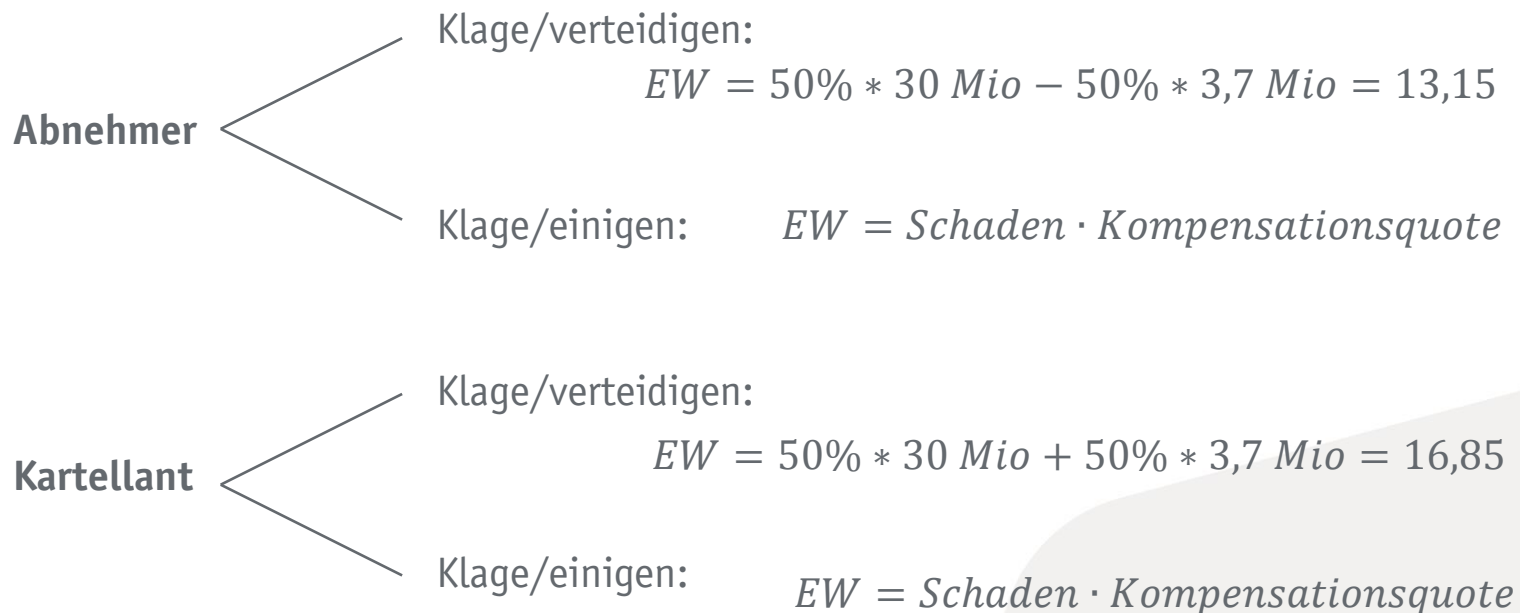 Klage/verteidigen:
EW = 50% * 30 Mio − 50% * 3,7 Mio = 13,15
Abnehmer
Klage/einigen: EW = Schaden · Kompensationsquote
Klage/verteidigen:
EW = 50% * 30 Mio + 50% * 3,7 Mio = 16,85
Kartellant
Klage/einigen: EW = Schaden · Kompensationsquote